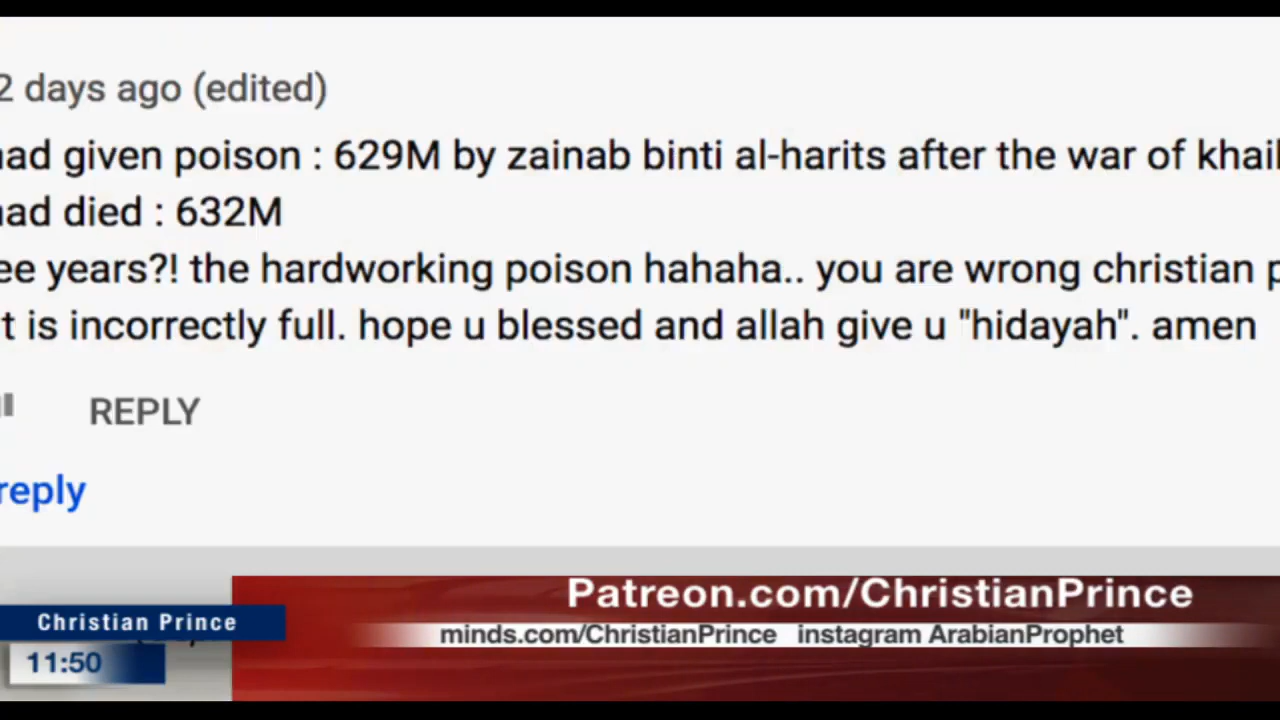 2 days ago (edited)
had given poison : 629M by zainab binti al-harits after the war of khail
had died : 632M
ee years?! the hardworking poison hahaha.. you are wrong christian p
t is incorrectly full. hope u blessed and allah give u "hidayah". amen
REPLY
reply
Patreon.com/ChristianPrince
Christian Prince
minds.com/ChristianPrince instagram ArabianProphet
11:50